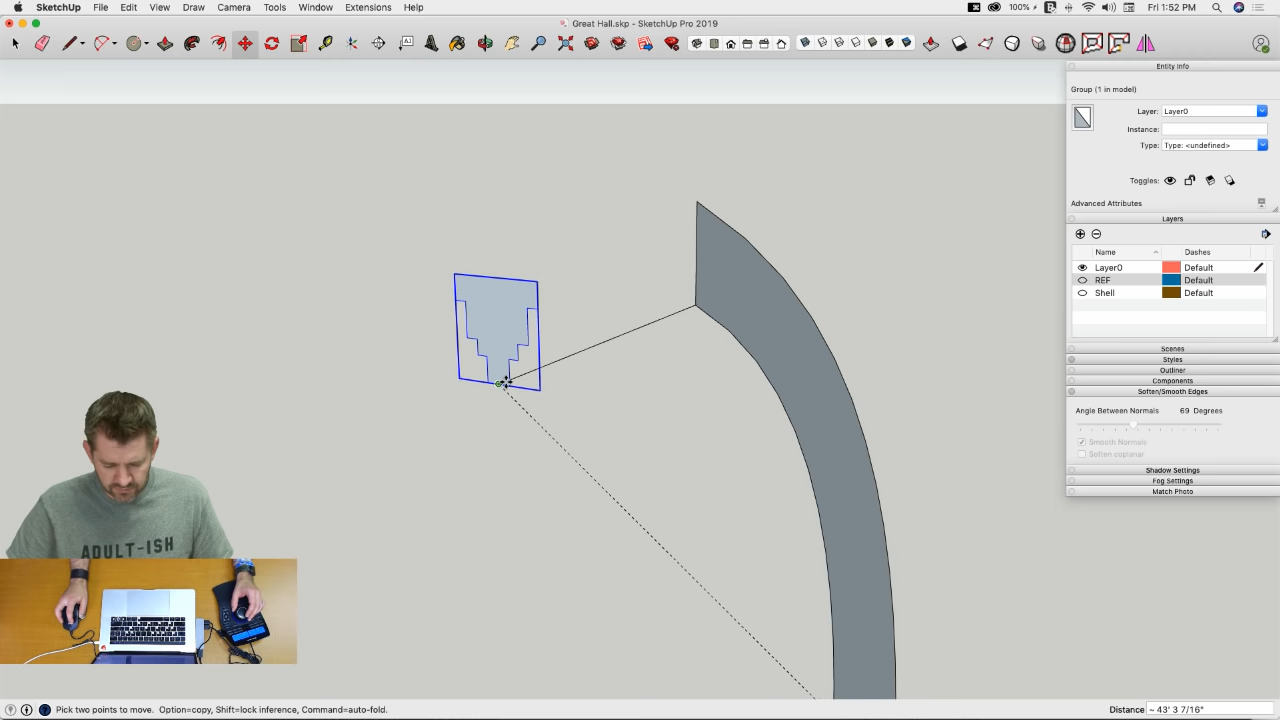 SketchUp File Edit View Draw Camera Tools Window Extensions Help 100% Fri 1:52 PM
Great Hall.skp - SketchUp Pro 2019
Entity Info
Group (1 in model)
Layer: Layer0
Instance:
Type: Type: <undefined>
Toggles:
Advanced Attributes
Layers
Name Dashes
Layer0 Default
REF Default
Shell Default
Scenes
Styles
Outliner
Components
Soften/Smooth Edges
Angle Between Normals 69 Degrees
Smooth Normals
Soften coplanar
Shadow Settings
Fog Settings
Match Photo
ADULT-ISH
Pick two points to move. Option=copy, Shift=lock inference, Command=auto-fold. Distance ~ 43' 3 7/16"